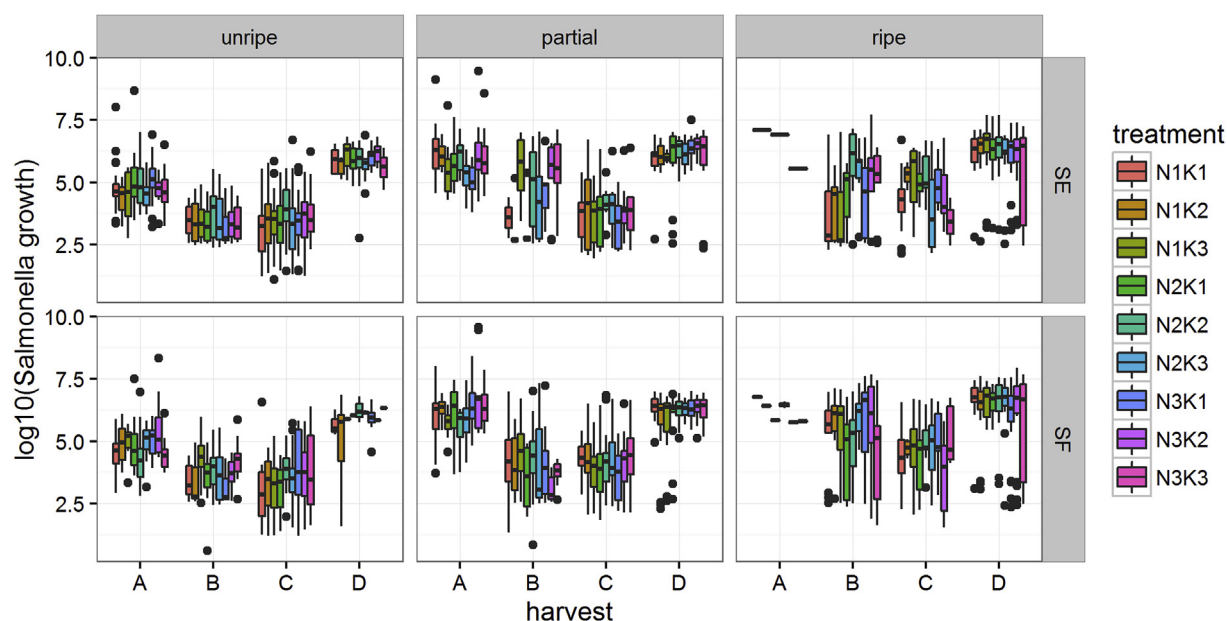 unripe partial ripe
10.0
7.5
5.0
2.5
SE
10.0
7.5
5.0
2.5
SF
log10(Salmonella growth)
A B C D A B C D A B C D
harvest
treatment
N1K1
N1K2
N1K3
N2K1
N2K2
N2K3
N3K1
N3K2
N3K3